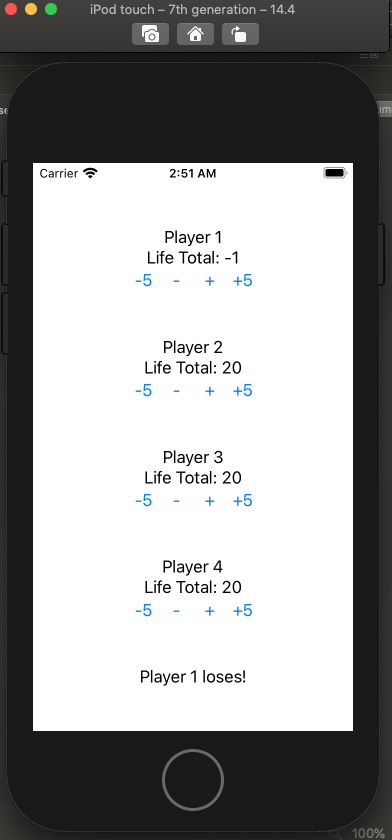 iPod touch – 7th generation – 14.4
Carrier 2:51 AM
Player 1
Life Total: -1
-5 - + +5
Player 2
Life Total: 20
-5 - + +5
Player 3
Life Total: 20
-5 - + +5
Player 4
Life Total: 20
-5 - + +5
Player 1 loses!
100%